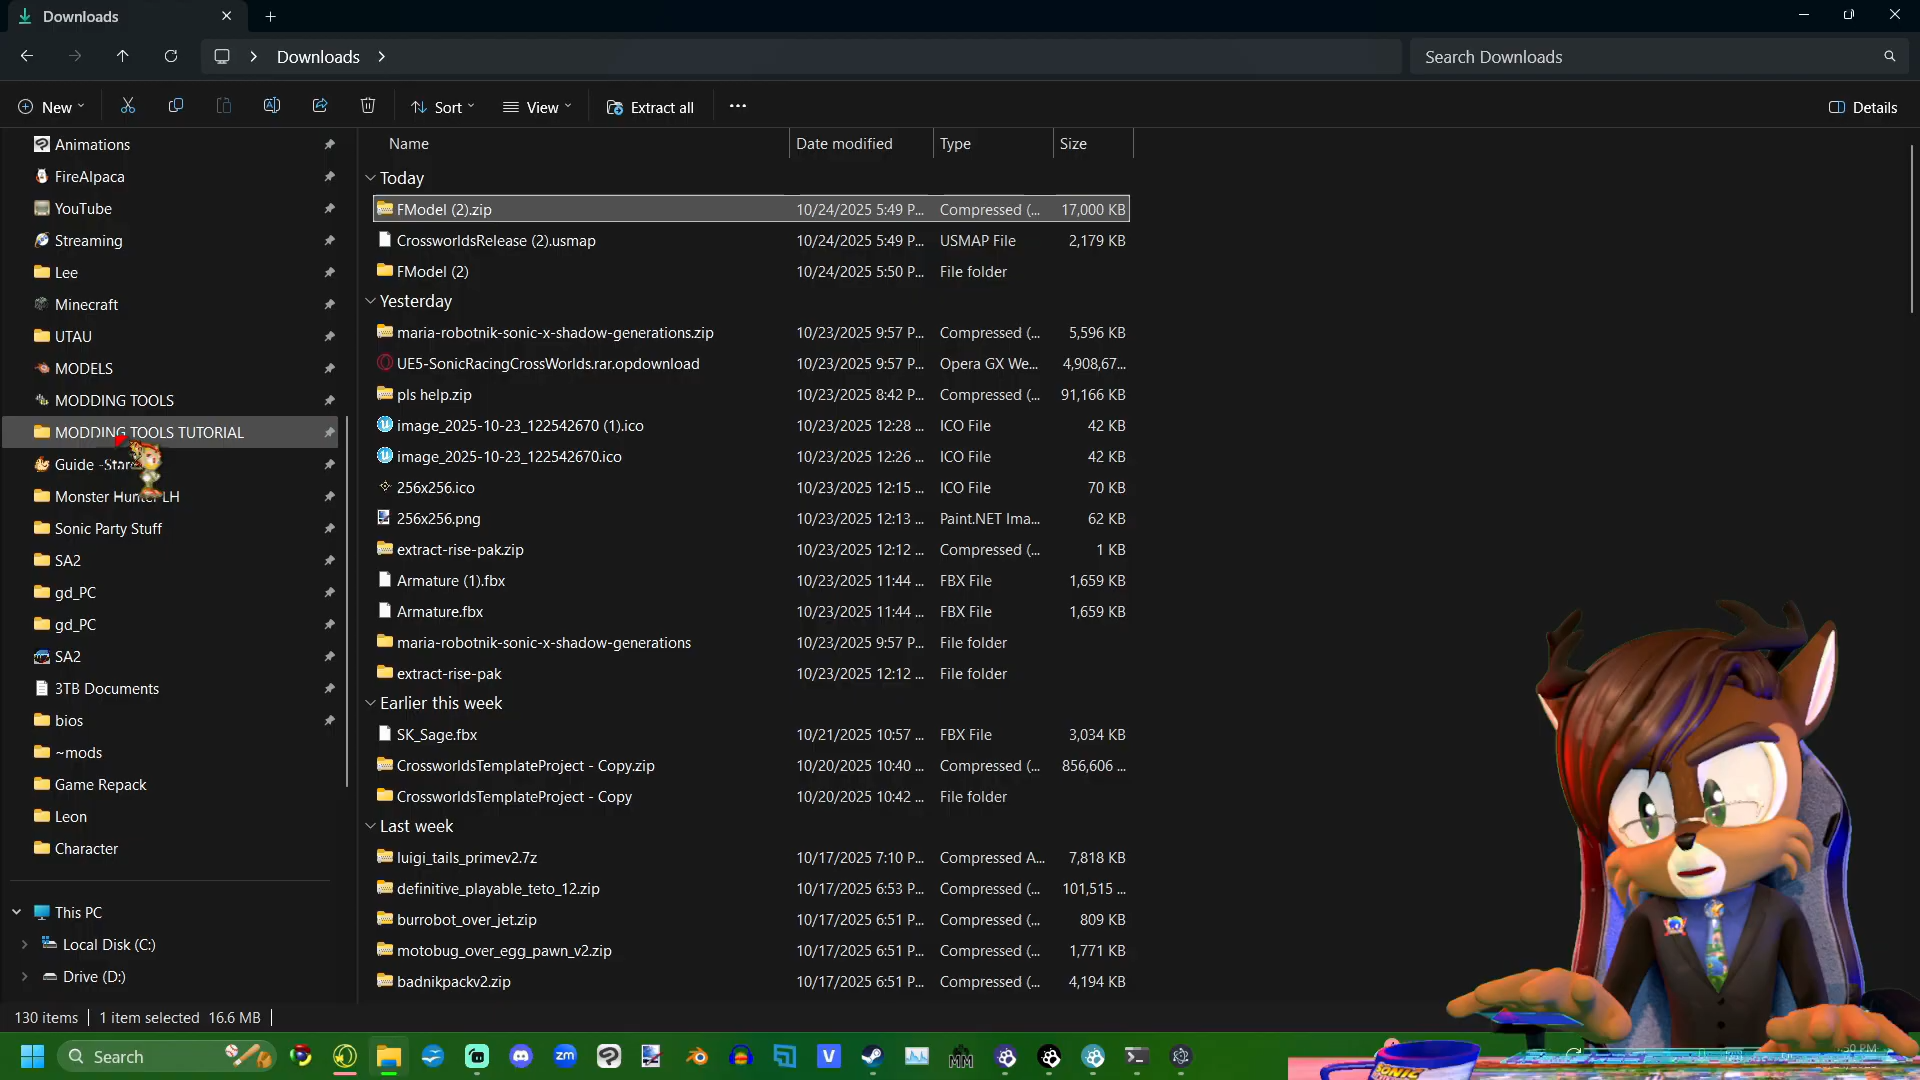 Downloads
Downloads
Search Downloads
New
Sort
View
Extract all
Details
Animations
FireAlpaca
YouTube
Streaming
Lee
Minecraft
UTAU
MODELS
MODDING TOOLS
MODDING TOOLS TUTORIAL
Guide -Stars
Monster Hunter LH
Sonic Party Stuff
SA2
gd_PC
gd_PC
SA2
3TB Documents
bios
~mods
Game Repack
Leon
Character
This PC
Local Disk (C:)
Drive (D:)
Name Date modified Type Size
Today
FModel (2).zip 10/24/2025 5:49 P... Compressed (... 17,000 KB
CrossworldsRelease (2).usmap 10/24/2025 5:49 P... USMAP File 2,179 KB
FModel (2) 10/24/2025 5:50 P... File folder
Yesterday
maria-robotnik-sonic-x-shadow-generations.zip 10/23/2025 9:57 P... Compressed (... 5,596 KB
UE5-SonicRacingCrossWorlds.rar.opdownload 10/23/2025 9:57 P... Opera GX We... 4,908,67...
pls help.zip 10/23/2025 8:42 P... Compressed (... 91,166 KB
image_2025-10-23_122542670 (1).ico 10/23/2025 12:28 ... ICO File 42 KB
image_2025-10-23_122542670.ico 10/23/2025 12:26 ... ICO File 42 KB
256x256.ico 10/23/2025 12:15 ... ICO File 70 KB
256x256.png 10/23/2025 12:13 ... Paint.NET Ima... 62 KB
extract-rise-pak.zip 10/23/2025 12:12 ... Compressed (... 1 KB
Armature (1).fbx 10/23/2025 11:44 ... FBX File 1,659 KB
Armature.fbx 10/23/2025 11:44 ... FBX File 1,659 KB
maria-robotnik-sonic-x-shadow-generations 10/23/2025 9:57 P... File folder
extract-rise-pak 10/23/2025 12:12 ... File folder
Earlier this week
SK_Sage.fbx 10/21/2025 10:57 ... FBX File 3,034 KB
CrossworldsTemplateProject - Copy.zip 10/20/2025 10:40 ... Compressed (... 856,606 ...
CrossworldsTemplateProject - Copy 10/20/2025 10:42 ... File folder
Last week
luigi_tails_primev2.7z 10/17/2025 7:10 P... Compressed A... 7,818 KB
definitive_playable_teto_12.zip 10/17/2025 6:53 P... Compressed (... 101,515 ...
burrobot_over_jet.zip 10/17/2025 6:51 P... Compressed (... 809 KB
motobug_over_egg_pawn_v2.zip 10/17/2025 6:51 P... Compressed (... 1,771 KB
badnikpackv2.zip 10/17/2025 6:51 P... Compressed (... 4,194 KB
130 items 1 item selected 16.6 MB
Search
zm
V
MM
SONIC